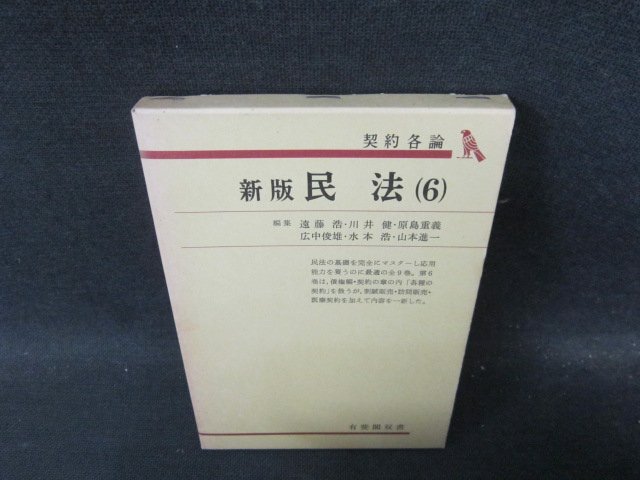 契約各論
新版 民 法 (6)
編集 遠藤 浩・川井 健・原島重義
広中俊雄・水本 浩・山本進一
民法の基礎を完全にマスターし応用
能力を養うのに最適の全9巻。第6
巻は，債権編・契約の章の内「各種の
契約」を扱うが，割賦販売・訪問販売・
医療契約を加えて内容を一新した。
有斐閣双書